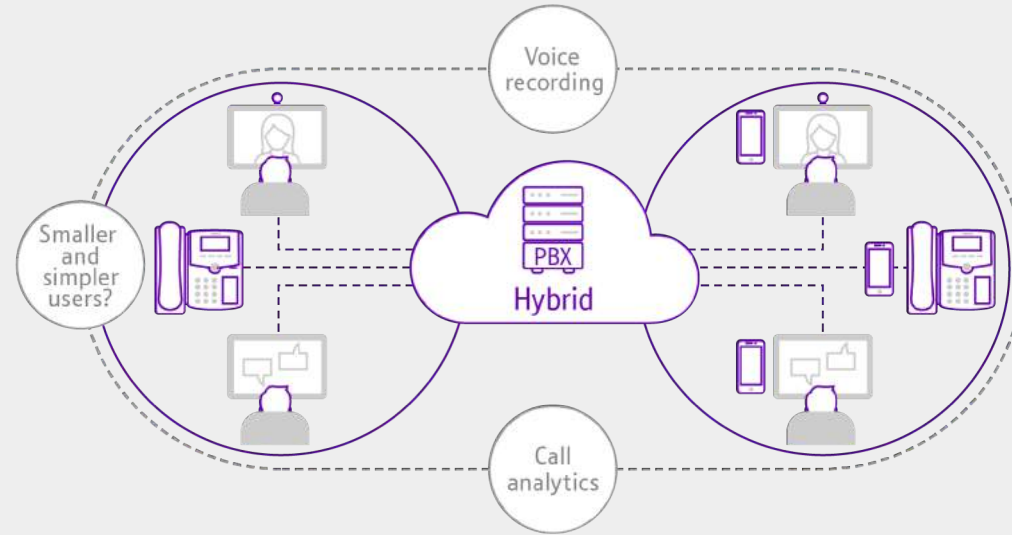 Voice
recording
Smaller
and
simpler
users?
PBX
Hybrid
Call
analytics